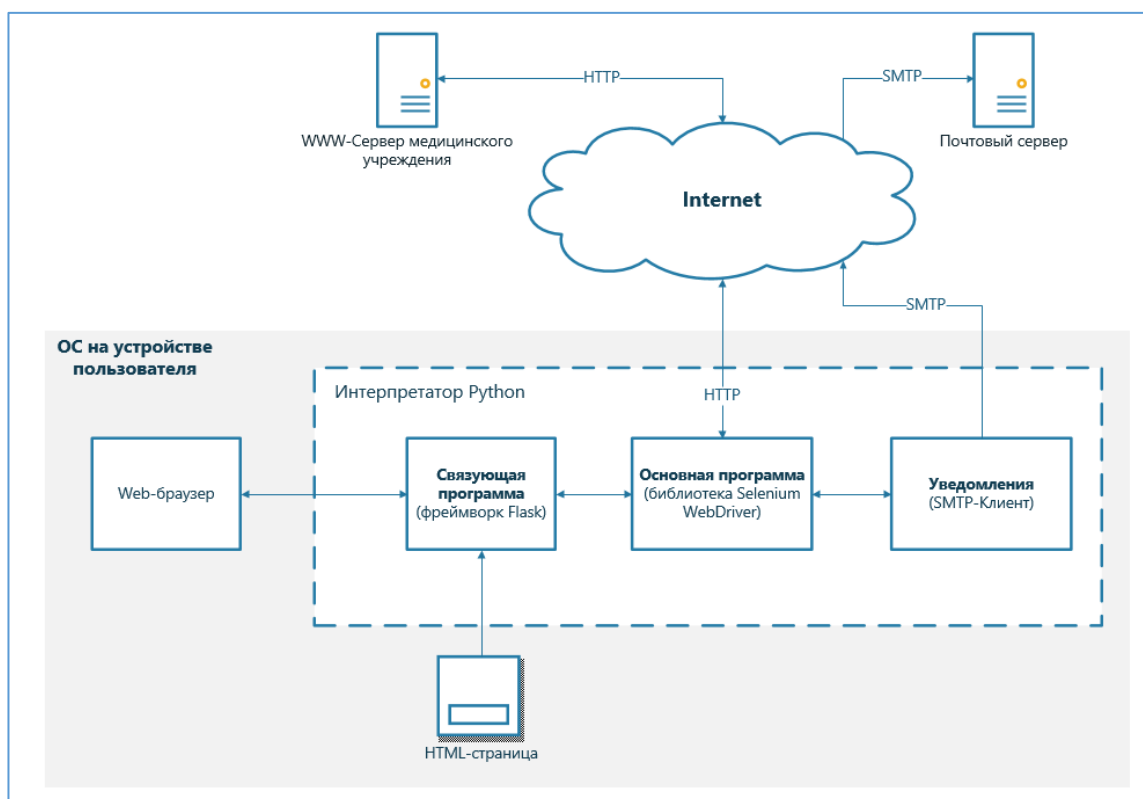 HTTP
SMTP
WWW-Сервер медицинского
учреждения
Почтовый сервер
Internet
SMTP
ОС на устройстве
пользователя
Интерпретатор Python
HTTP
Web-браузер
Связующая
программа
(фреймворк Flask)
Основная программа
(библиотека Selenium
WebDriver)
Уведомления
(SMTP-Клиент)
HTML-страница